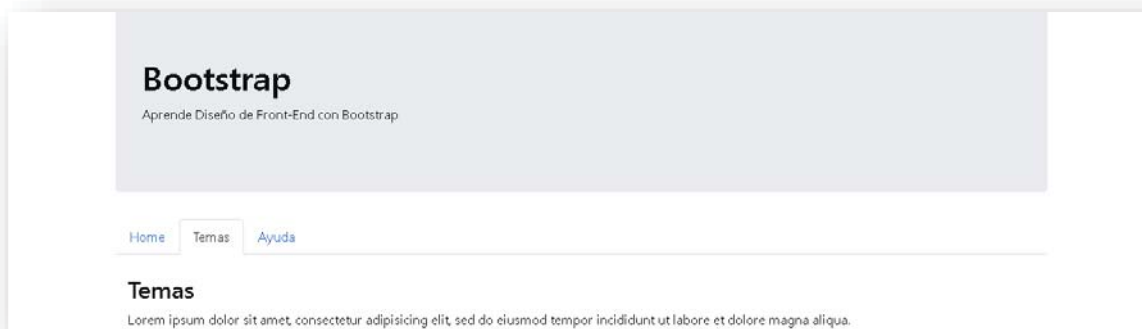 Bootstrap
Aprende Diseño de Front-End con Bootstrap
Home Temas Ayuda
Temas
Lorem ipsum dolor sit amet, consectetur adipisicing elit, sed do eiusmod tempor incididunt ut labore et dolore magna aliqua.